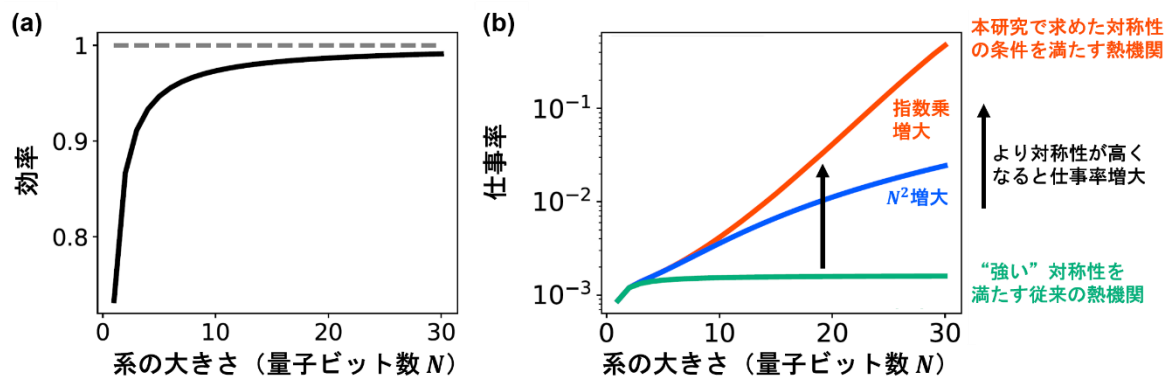 (a)
1
0.9
0.8
効率
0
10
20
30
系の大きさ（量子ビット数 N）
(b)
10⁻¹
10⁻²
10⁻³
仕事率
指数乗
増大
N²増大
0
10
20
30
系の大きさ（量子ビット数 N）
本研究で求めた対称性
の条件を満たす熱機関
より対称性が高く
なると仕事率増大
“強い” 対称性を
満たす従来の熱機関